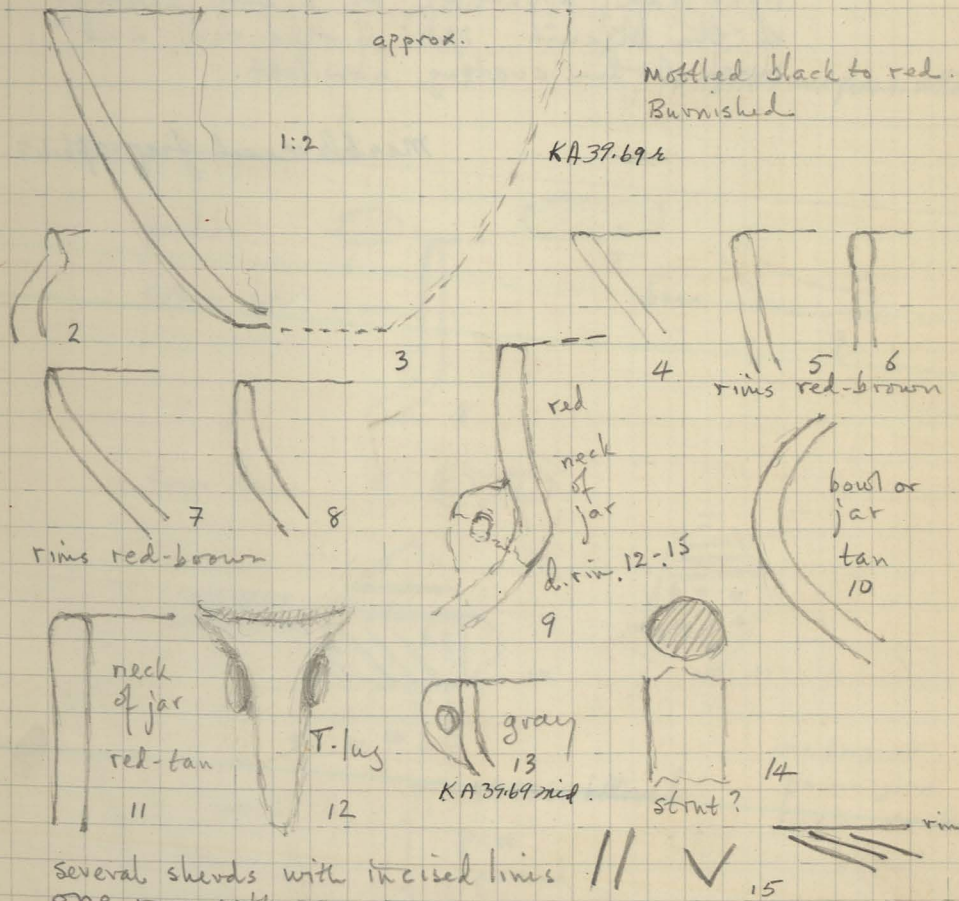 approx.
Mottled black to red.
Burnished
1:2
KA39.69r
2
3
4
5
6
rims red-brown
red
neck
of
jar
7
8
rims red-brown
d. rim. 12-15
9
bowl or
jar
tan
10
neck
of jar
red-tan
11
T. lug
12
gray
13
KA39.69 mid.
14
strut?
rim
several sherds with incised lines
15